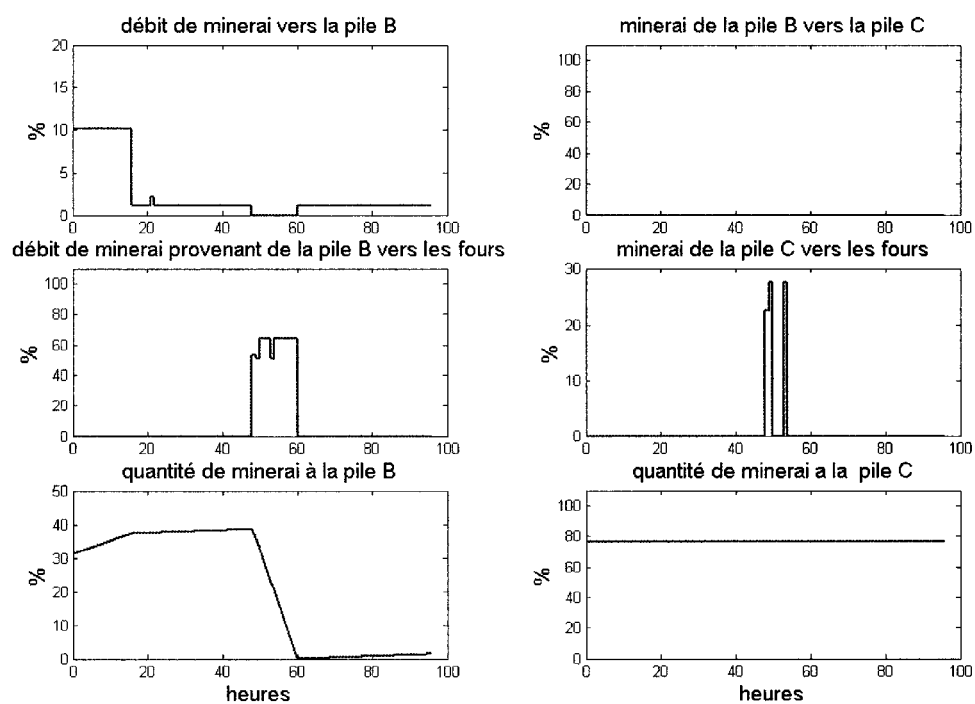 débit de minerai vers la pile B
20
15
10
5
0
%
0 20 40 60 80 100
minerai de la pile B vers la pile C
100
80
60
40
20
0
%
0 20 40 60 80 100
débit de minerai provenant de la pile B vers les fours
100
80
60
40
20
0
%
0 20 40 60 80 100
minerai de la pile C vers les fours
30
20
10
0
%
0 20 40 60 80 100
quantité de minerai à la pile B
50
40
30
20
10
0
%
0 20 40 60 80 100
heures
quantité de minerai a la pile C
100
80
60
40
20
0
%
0 20 40 60 80 100
heures